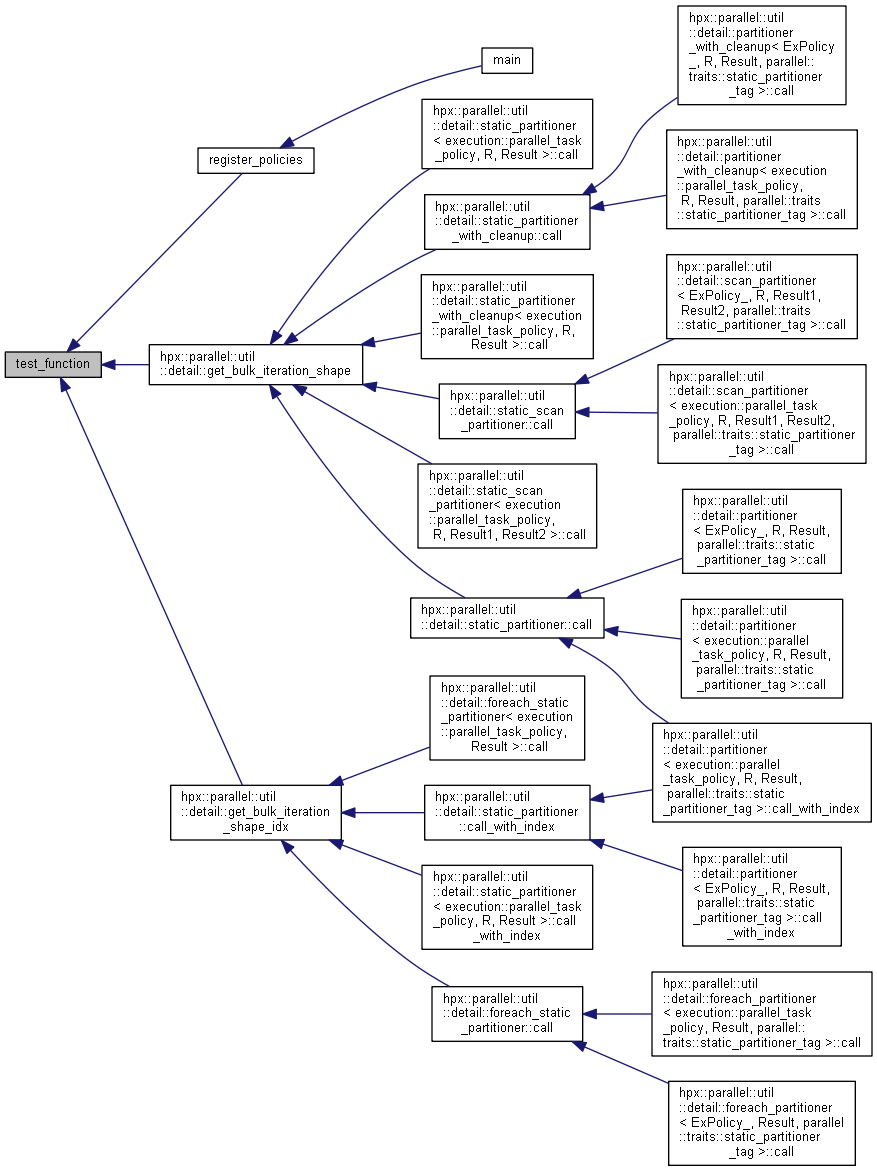 test_function
register_policies
main
hpx::parallel::util
::detail::get_bulk_iteration_shape
hpx::parallel::util
::detail::static_partitioner
< execution::parallel_task
_policy, R, Result >::call
hpx::parallel::util
::detail::static_partitioner
_with_cleanup::call
hpx::parallel::util
::detail::partitioner
_with_cleanup< ExPolicy
_, R, Result, parallel::
traits::static_partitioner
_tag >::call
hpx::parallel::util
::detail::partitioner
_with_cleanup< execution
::parallel_task_policy,
R, Result, parallel::traits
::static_partitioner_tag >::call
hpx::parallel::util
::detail::static_partitioner
_with_cleanup< execution
::parallel_task_policy, R,
Result >::call
hpx::parallel::util
::detail::static_scan
_partitioner::call
hpx::parallel::util
::detail::scan_partitioner
< ExPolicy_, R, Result1,
Result2, parallel::traits
::static_partitioner_tag >::call
hpx::parallel::util
::detail::scan_partitioner
< execution::parallel_task
_policy, R, Result1, Result2,
parallel::traits::static_partitioner
_tag >::call
hpx::parallel::util
::detail::static_scan
_partitioner< execution
::parallel_task_policy,
R, Result1, Result2 >::call
hpx::parallel::util
::detail::static_partitioner::call
hpx::parallel::util
::detail::partitioner
< ExPolicy_, R, Result,
parallel::traits::static
_partitioner_tag >::call
hpx::parallel::util
::detail::partitioner
< execution::parallel
_task_policy, R, Result,
parallel::traits::static
_partitioner_tag >::call
hpx::parallel::util
::detail::partitioner
< execution::parallel
_task_policy, R, Result,
parallel::traits::static
_partitioner_tag >::call_with_index
hpx::parallel::util
::detail::get_bulk_iteration
_shape_idx
hpx::parallel::util
::detail::foreach_static
_partitioner< execution
::parallel_task_policy,
Result >::call
hpx::parallel::util
::detail::static_partitioner
::call_with_index
hpx::parallel::util
::detail::partitioner
< ExPolicy_, R, Result,
parallel::traits::static
_partitioner_tag >::call
_with_index
hpx::parallel::util
::detail::static_partitioner
< execution::parallel_task
_policy, R, Result >::call
_with_index
hpx::parallel::util
::detail::foreach_static
_partitioner::call
hpx::parallel::util
::detail::foreach_partitioner
< execution::parallel_task
_policy, Result, parallel::
traits::static_partitioner_tag >::call
hpx::parallel::util
::detail::foreach_partitioner
< ExPolicy_, Result, parallel
::traits::static_partitioner
_tag >::call